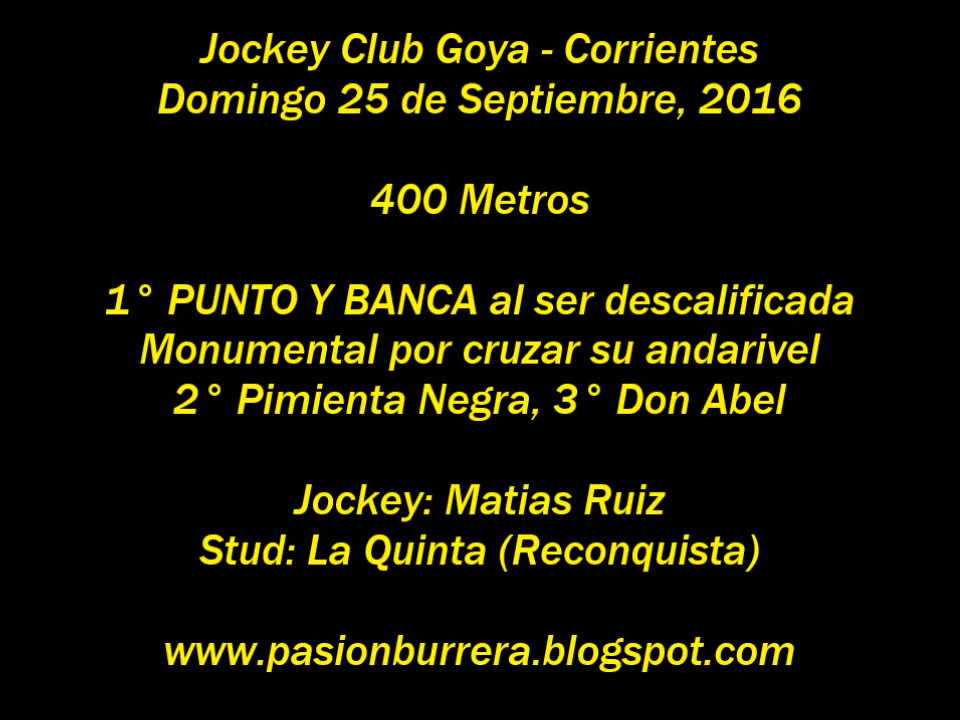 Jockey Club Goya - Corrientes
Domingo 25 de Septiembre, 2016
400 Metros
1° PUNTO Y BANCA al ser descalificada
Monumental por cruzar su andarivel
2° Pimienta Negra, 3° Don Abel
Jockey: Matias Ruiz
Stud: La Quinta (Reconquista)
www.pasionburrera.blogspot.com